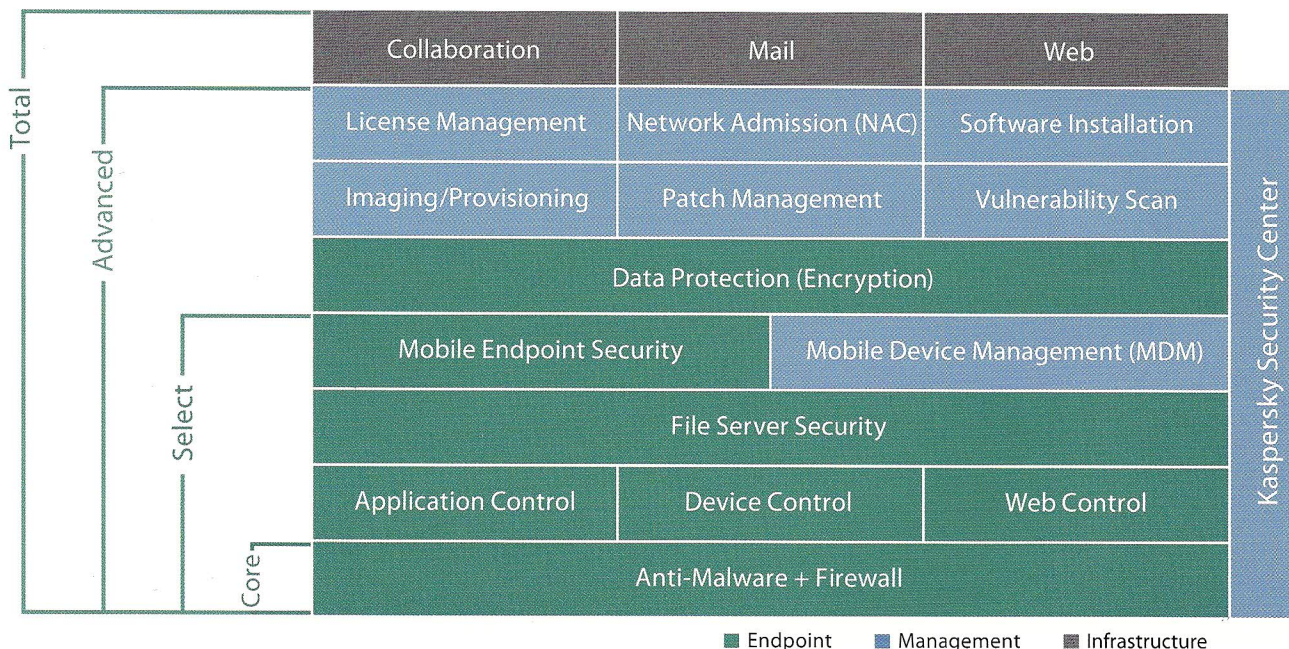 Total
Advanced
Select
Core
Collaboration
Mail
Web
License Management
Network Admission (NAC)
Software Installation
Imaging/Provisioning
Patch Management
Vulnerability Scan
Data Protection (Encryption)
Mobile Endpoint Security
Mobile Device Management (MDM)
File Server Security
Application Control
Device Control
Web Control
Anti-Malware + Firewall
Kaspersky Security Center
Endpoint
Management
Infrastructure